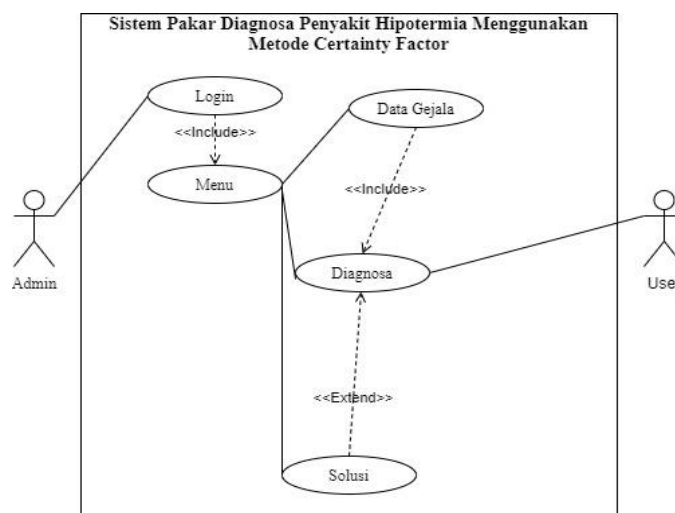 Sistem Pakar Diagnosa Penyakit Hipotermia Menggunakan
Metode Certainty Factor
Login
Data Gejala
<<Include>>
Menu
<<Include>>
Admin
Diagnosa
Use
<<Extend>>
Solusi